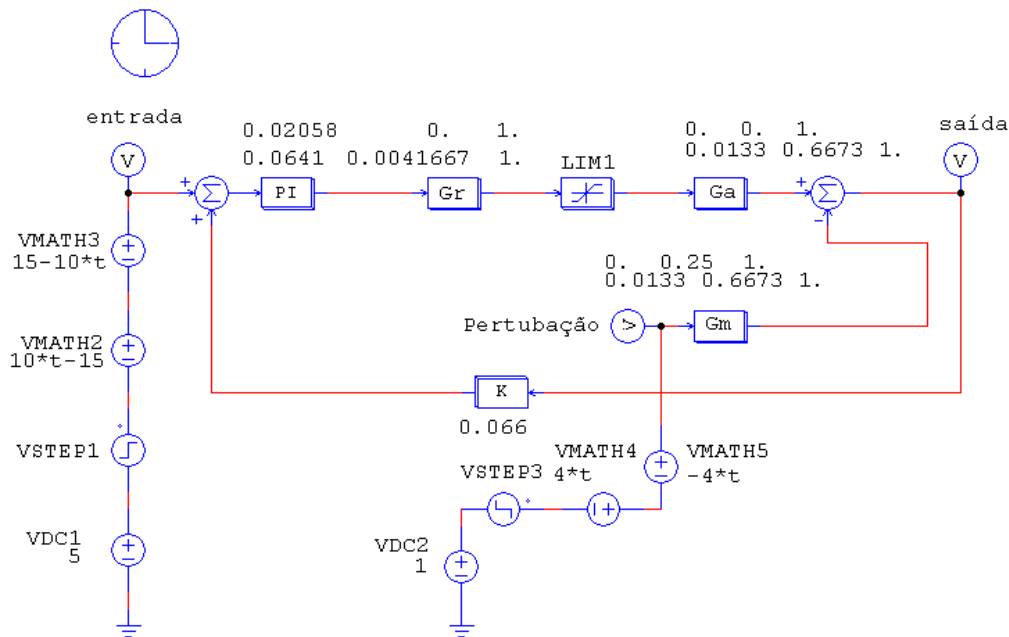 entrada
V
VMATH3
15-10*t
VMATH2
10*t-15
VSTEP1
VDC1
5
0.02058 0. 1.
0.0641 0.0041667 1.
PI
Gr
LIM1
0. 0. 1.
0.0133 0.6673 1.
Ga
saída
V
0. 0.25 1.
0.0133 0.6673 1.
Pertubação
V
Gm
K
0.066
VMATH4
4*t
VMATH5
-4*t
VSTEP3
VDC2
1